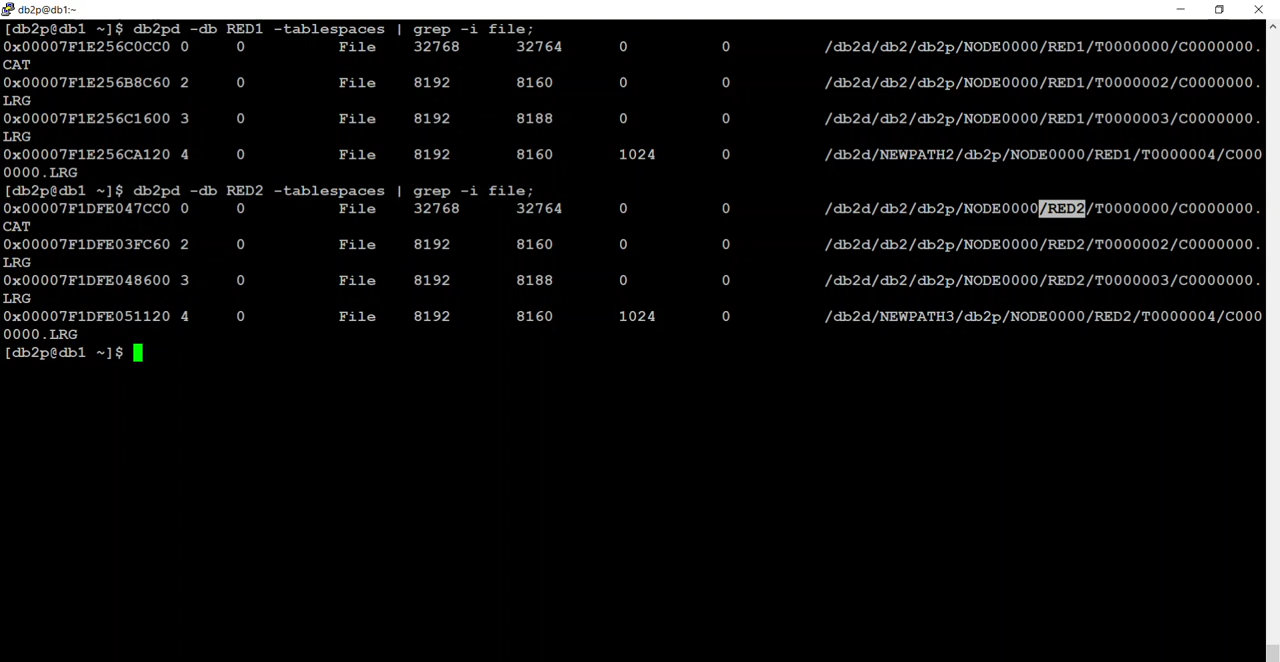 db2p@db1:~
[db2p@db1 ~]$ db2pd -db RED1 -tablespaces | grep -i file;
0x00007F1E256C0CC0 0     0          File    32768      32764      0          0          /db2d/db2/db2p/NODE0000/RED1/T0000000/C0000000.
CAT
0x00007F1E256B8C60 2     0          File    8192       8160       0          0          /db2d/db2/db2p/NODE0000/RED1/T0000002/C0000000.
LRG
0x00007F1E256C1600 3     0          File    8192       8188       0          0          /db2d/db2/db2p/NODE0000/RED1/T0000003/C0000000.
LRG
0x00007F1E256CA120 4     0          File    8192       8160       1024       0          /db2d/NEWPATH2/db2p/NODE0000/RED1/T0000004/C000
0000.LRG
[db2p@db1 ~]$ db2pd -db RED2 -tablespaces | grep -i file;
0x00007F1DFE047CC0 0     0          File    32768      32764      0          0          /db2d/db2/db2p/NODE0000/RED2/T0000000/C0000000.
CAT
0x00007F1DFE03FC60 2     0          File    8192       8160       0          0          /db2d/db2/db2p/NODE0000/RED2/T0000002/C0000000.
LRG
0x00007F1DFE048600 3     0          File    8192       8188       0          0          /db2d/db2/db2p/NODE0000/RED2/T0000003/C0000000.
LRG
0x00007F1DFE051120 4     0          File    8192       8160       1024       0          /db2d/NEWPATH3/db2p/NODE0000/RED2/T0000004/C000
0000.LRG
[db2p@db1 ~]$